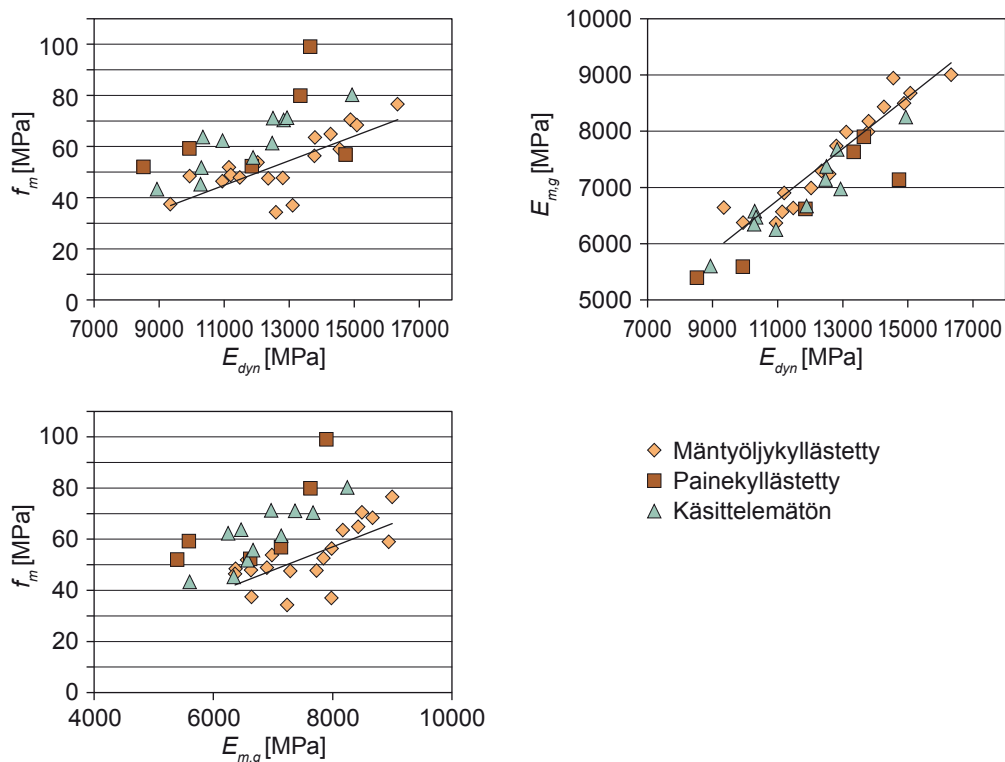 100
80
60
40
20
0
f_m [MPa]
7000 9000 11000 13000 15000 17000
E_dyn [MPa]
10000
9000
8000
7000
6000
5000
E_m,g [MPa]
7000 9000 11000 13000 15000 17000
E_dyn [MPa]
100
80
60
40
20
0
f_m [MPa]
4000 6000 8000 10000
E_m,g [MPa]
Mäntyöljykyllästetty
Painekyllästetty
Käsittelemätön